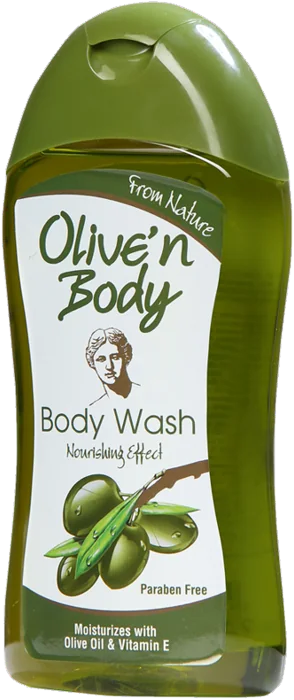 From Nature
Olive'n
Body
Body Wash
Nourishing Effect
Paraben Free
Moisturizes with
Olive Oil & Vitamin E